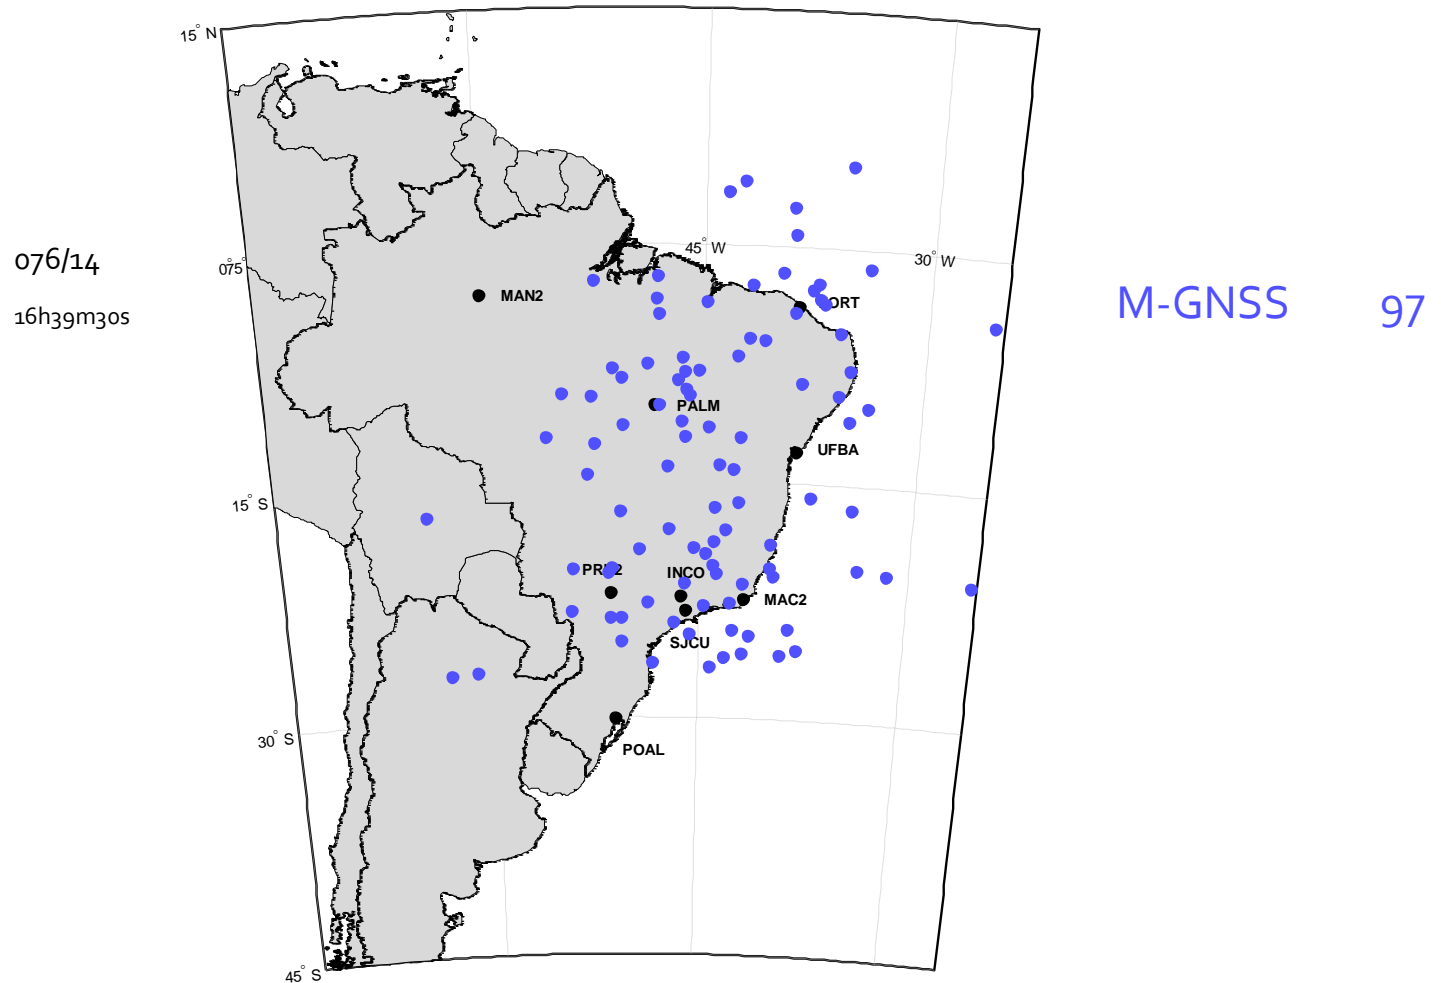 15° N
45° W
075°
30° W
076/14
16h39m30s
MAN2
ORT
M-GNSS 97
PALM
UFBA
15° S
INCO
MAC2
SJCU
30° S
POAL
45° S